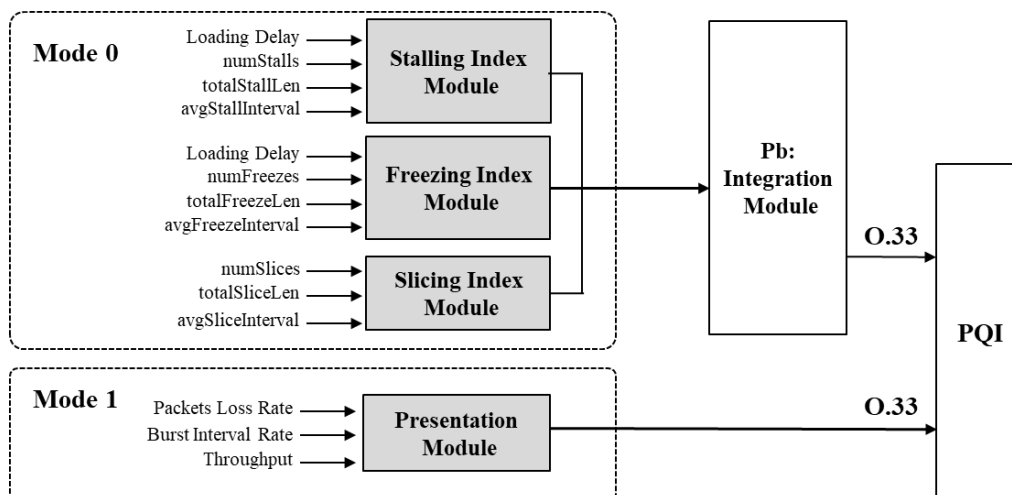 Mode 0
Loading Delay
numStalls
totalStallLen
avgStallInterval
Stalling Index
Module
Loading Delay
numFreezes
totalFreezeLen
avgFreezeInterval
Freezing Index
Module
numSlices
totalSliceLen
avgSliceInterval
Slicing Index
Module
Pb:
Integration
Module
O.33
PQI
Mode 1
Packets Loss Rate
Burst Interval Rate
Throughput
Presentation
Module
O.33